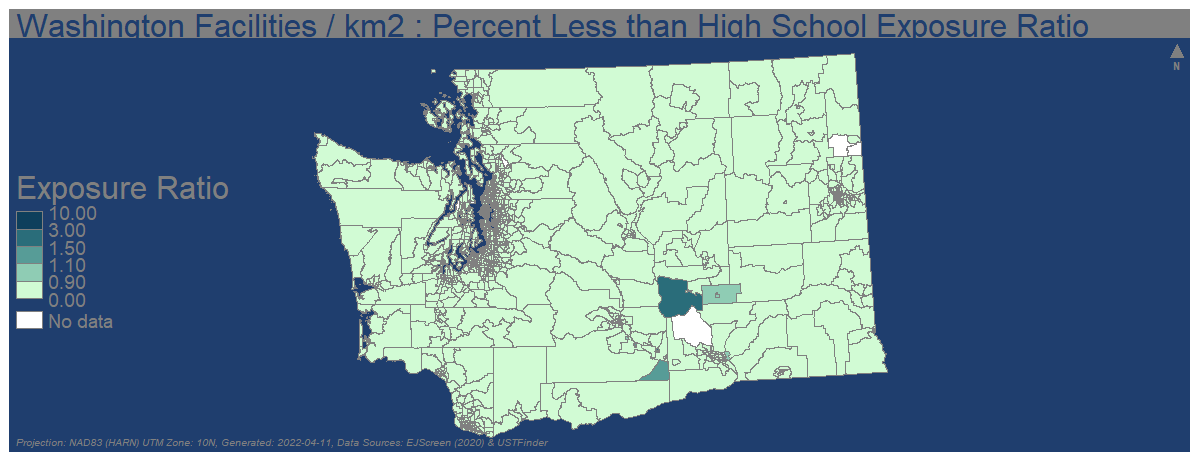 Washington Facilities / km2 : Percent Less than High School Exposure Ratio
N
Exposure Ratio
10.00
3.00
1.50
1.10
0.90
0.00
No data
Projection: NAD83 (HARN) UTM Zone: 10N, Generated: 2022-04-11, Data Sources: EJScreen (2020) & USTFinder